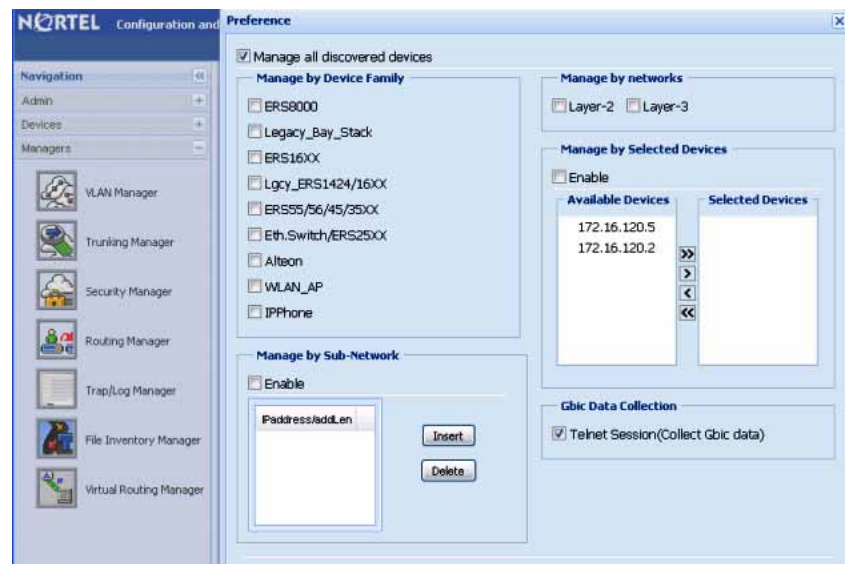 NORTEL Configuration and
Navigation
Admin
Devices
Managers
VLAN Manager
Trunking Manager
Security Manager
Routing Manager
Trap/Log Manager
File Inventory Manager
Virtual Routing Manager
Preference
Manage all discovered devices
Manage by Device Family
ERS8000
Legacy_Bay_Stack
ERS16XX
Lgcy_ERS1424/16XX
ERS55/56/45/35XX
Eth.Switch/ERS25XX
Alteon
WLAN_AP
IPPhone
Manage by Sub-Network
Enable
IPaddress/addLen
Insert
Delete
Manage by networks
Layer-2 Layer-3
Manage by Selected Devices
Enable
Available Devices Selected Devices
172.16.120.5
172.16.120.2
>>
>
<
<<
Gbic Data Collection
Telnet Session(Collect Gbic data)